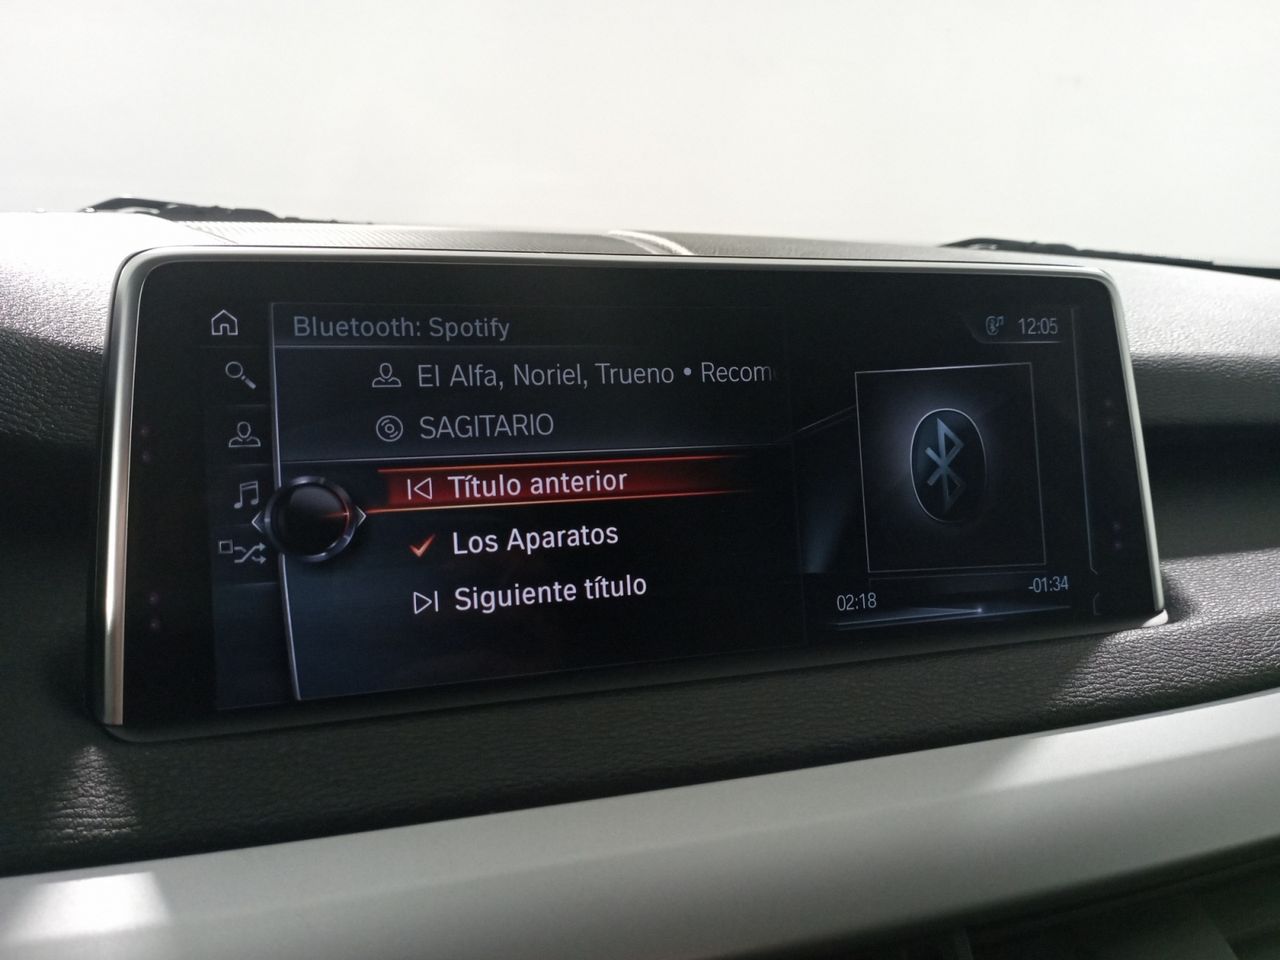 Bluetooth: Spotify
12:05
El Alfa, Noriel, Trueno • Recom
SAGITARIO
Título anterior
Los Aparatos
Siguiente título
02:18
-01:34